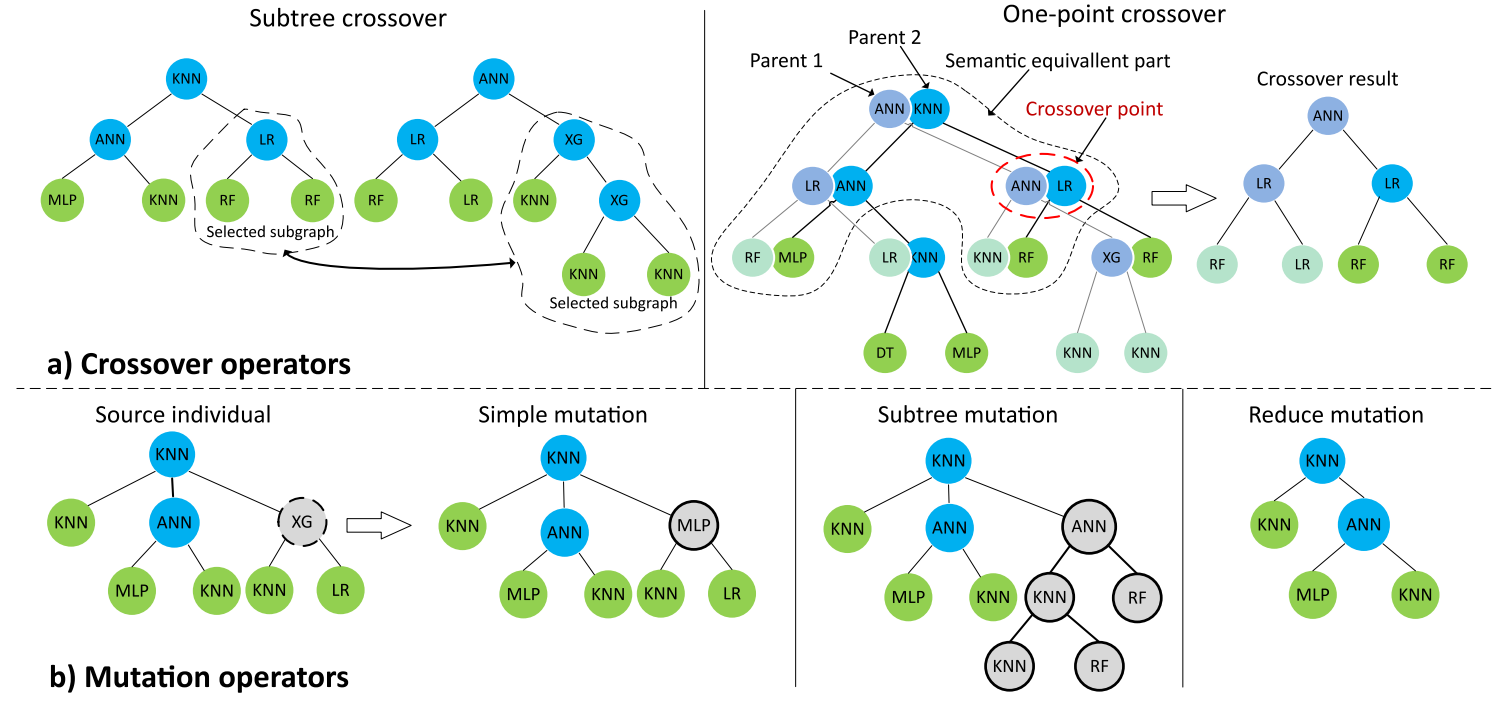 Subtree crossover
KNN
ANN
LR
MLP
KNN
RF
RF
Selected subgraph
ANN
LR
XG
RF
LR
KNN
XG
KNN
KNN
Selected subgraph
One-point crossover
Parent 1
Parent 2
Semantic equivallent part
Crossover point
ANN KNN
LR ANN
ANN LR
RF MLP
LR KNN
KNN RF
XG RF
DT
MLP
KNN
KNN
Crossover result
ANN
LR
LR
RF
LR
RF
RF
a) Crossover operators
Source individual
KNN
KNN
ANN
XG
MLP
KNN
KNN
LR
Simple mutation
KNN
KNN
ANN
MLP
MLP
KNN
KNN
LR
Subtree mutation
KNN
KNN
ANN
ANN
MLP
KNN
KNN
RF
KNN
RF
Reduce mutation
KNN
KNN
ANN
MLP
KNN
b) Mutation operators